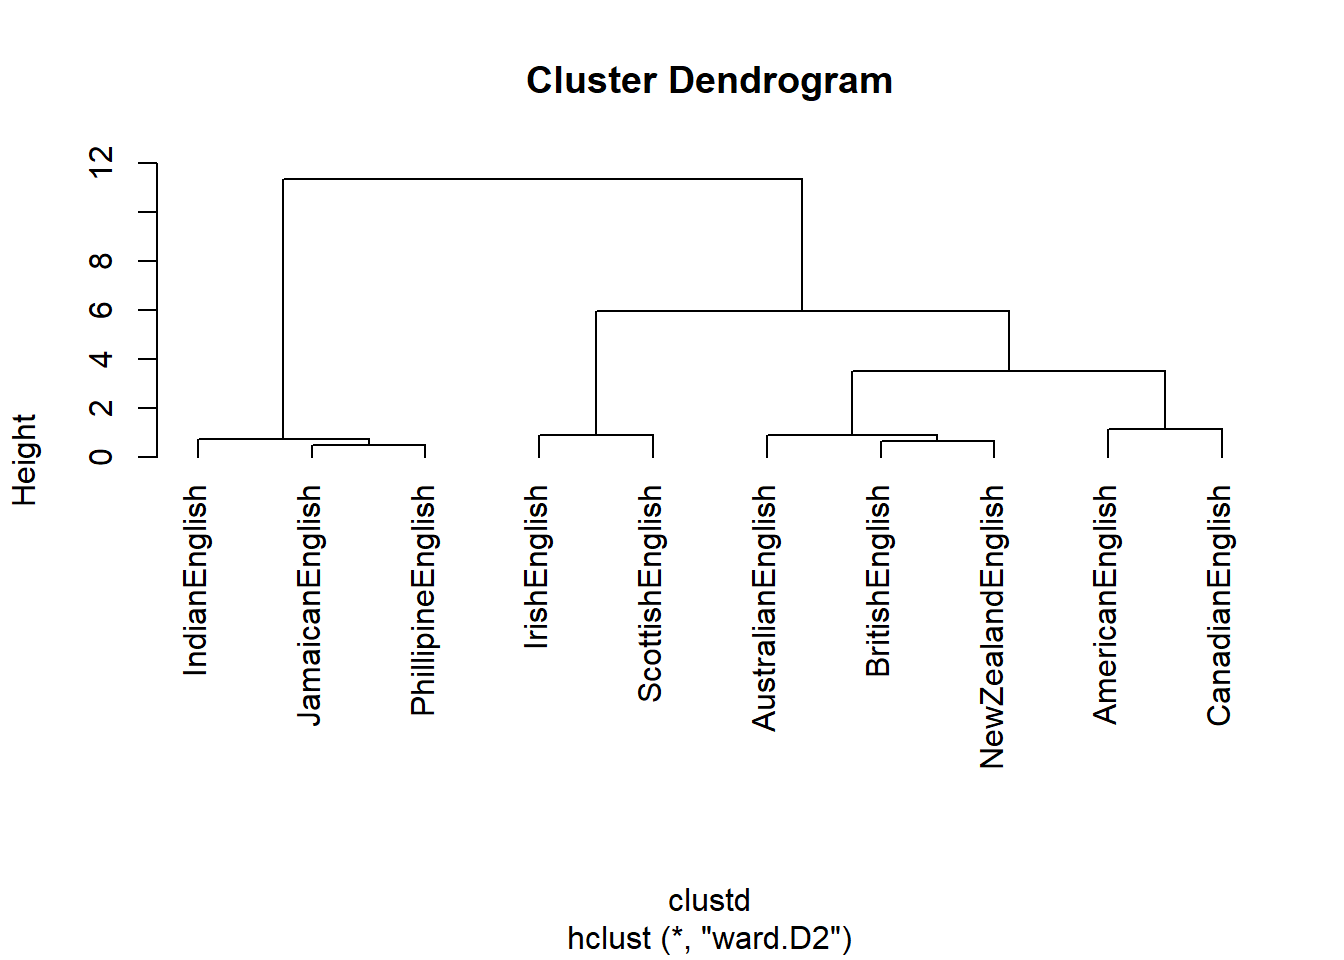 Cluster Dendrogram
12
8
6
4
2
0
Height
IndianEnglish
JamaicanEnglish
PhillipineEnglish
IrishEnglish
ScottishEnglish
AustralianEnglish
BritishEnglish
NewZealandEnglish
AmericanEnglish
CanadianEnglish
clustd
hclust (*, "ward.D2")